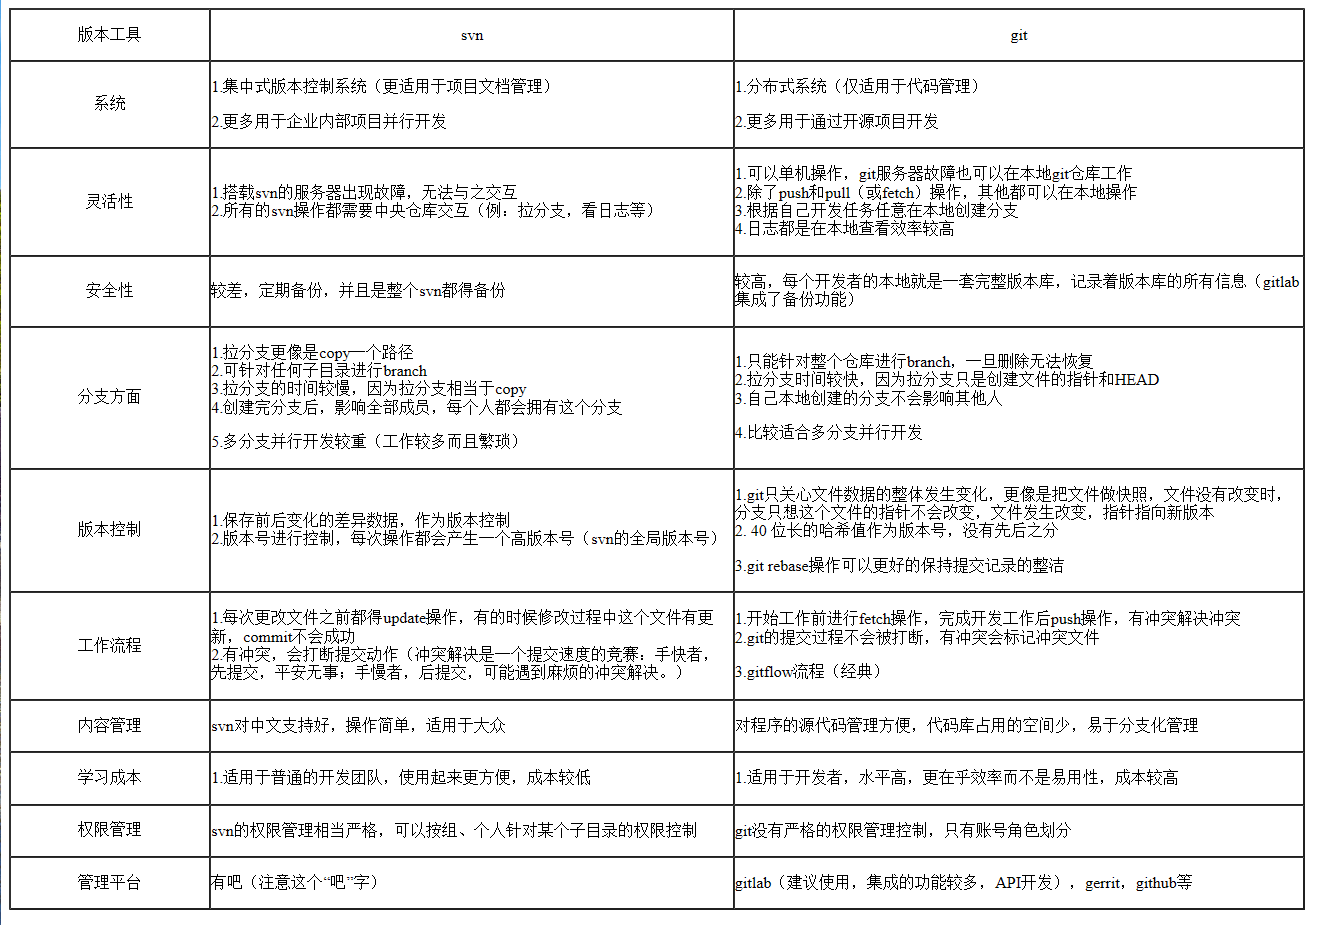 版本工具
svn
git
系统
1.集中式版本控制系统（更适用于项目文档管理）
2.更多用于企业内部项目并行开发
1.分布式系统（仅适用于代码管理）
2.更多用于通过开源项目开发
灵活性
1.搭载svn的服务器出现故障，无法与之交互
2.所有的svn操作都需要中央仓库交互（例：拉分支，看日志等）
1.可以单机操作，git服务器故障也可以在本地git仓库工作
2.除了push和pull（或fetch）操作，其他都可以在本地操作
3.根据自己开发任务任意在本地创建分支
4.日志都是在本地查看效率较高
安全性
较差，定期备份，并且是整个svn都得备份
较高，每个开发者的本地就是一套完整版本库，记录着版本库的所有信息（gitlab
集成了备份功能）
分支方面
1.拉分支更像是copy一个路径
2.可针对任何子目录进行branch
3.拉分支的时间较慢，因为拉分支相当于copy
4.创建完分支后，影响全部成员，每个人都会拥有这个分支
5.多分支并行开发较重（工作较多而且繁琐）
1.只能针对整个仓库进行branch，一旦删除无法恢复
2.拉分支时间较快，因为拉分支只是创建文件的指针和HEAD
3.自己本地创建的分支不会影响其他人
4.比较适合多分支并行开发
版本控制
1.保存前后变化的差异数据，作为版本控制
2.版本号进行控制，每次操作都会产生一个高版本号（svn的全局版本号）
1.git只关心文件数据的整体发生变化，更像是把文件做快照，文件没有改变时，
分支只想这个文件的指针不会改变，文件发生改变，指针指向新版本
2. 40 位长的哈希值作为版本号，没有先后之分
3.git rebase操作可以更好的保持提交记录的整洁
工作流程
1.每次更改文件之前都得update操作，有的时候修改过程中这个文件有更
新，commit不会成功
2.有冲突，会打断提交动作（冲突解决是一个提交速度的竞赛：手快者，
先提交，平安无事；手慢者，后提交，可能遇到麻烦的冲突解决。）
1.开始工作前进行fetch操作，完成开发工作后push操作，有冲突解决冲突
2.git的提交过程不会被打断，有冲突会标记冲突文件
3.gitflow流程（经典）
内容管理
svn对中文支持好，操作简单，适用于大众
对程序的源代码管理方便，代码库占用的空间少，易于分支化管理
学习成本
1.适用于普通的开发团队，使用起来更方便，成本较低
1.适用于开发者，水平高，更在乎效率而不是易用性，成本较高
权限管理
svn的权限管理相当严格，可以按组、个人针对某个子目录的权限控制
git没有严格的权限管理控制，只有账号角色划分
管理平台
有吧（注意这个“吧”字）
gitlab（建议使用，集成的功能较多，API开发），gerrit，github等